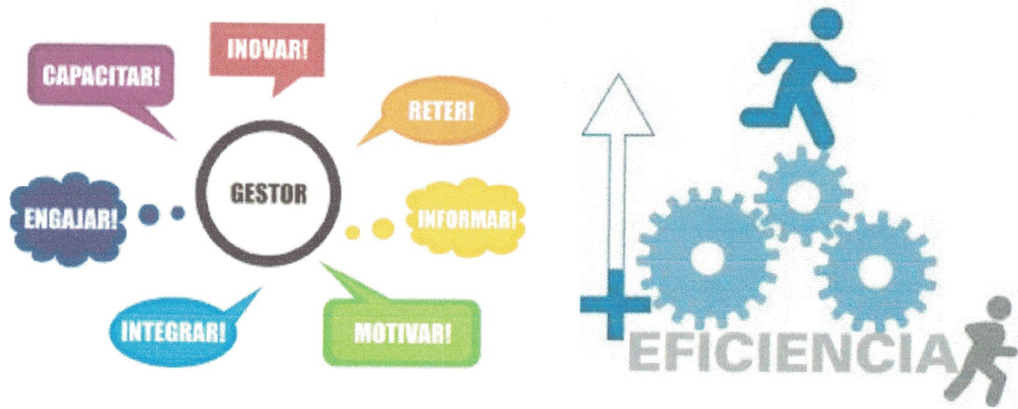 INOVAR!
CAPACITAR!
RETER!
GESTOR
ENGAJAR!
INFORMAR!
INTEGRAR!
MOTIVAR!
+
EFICIENCIA